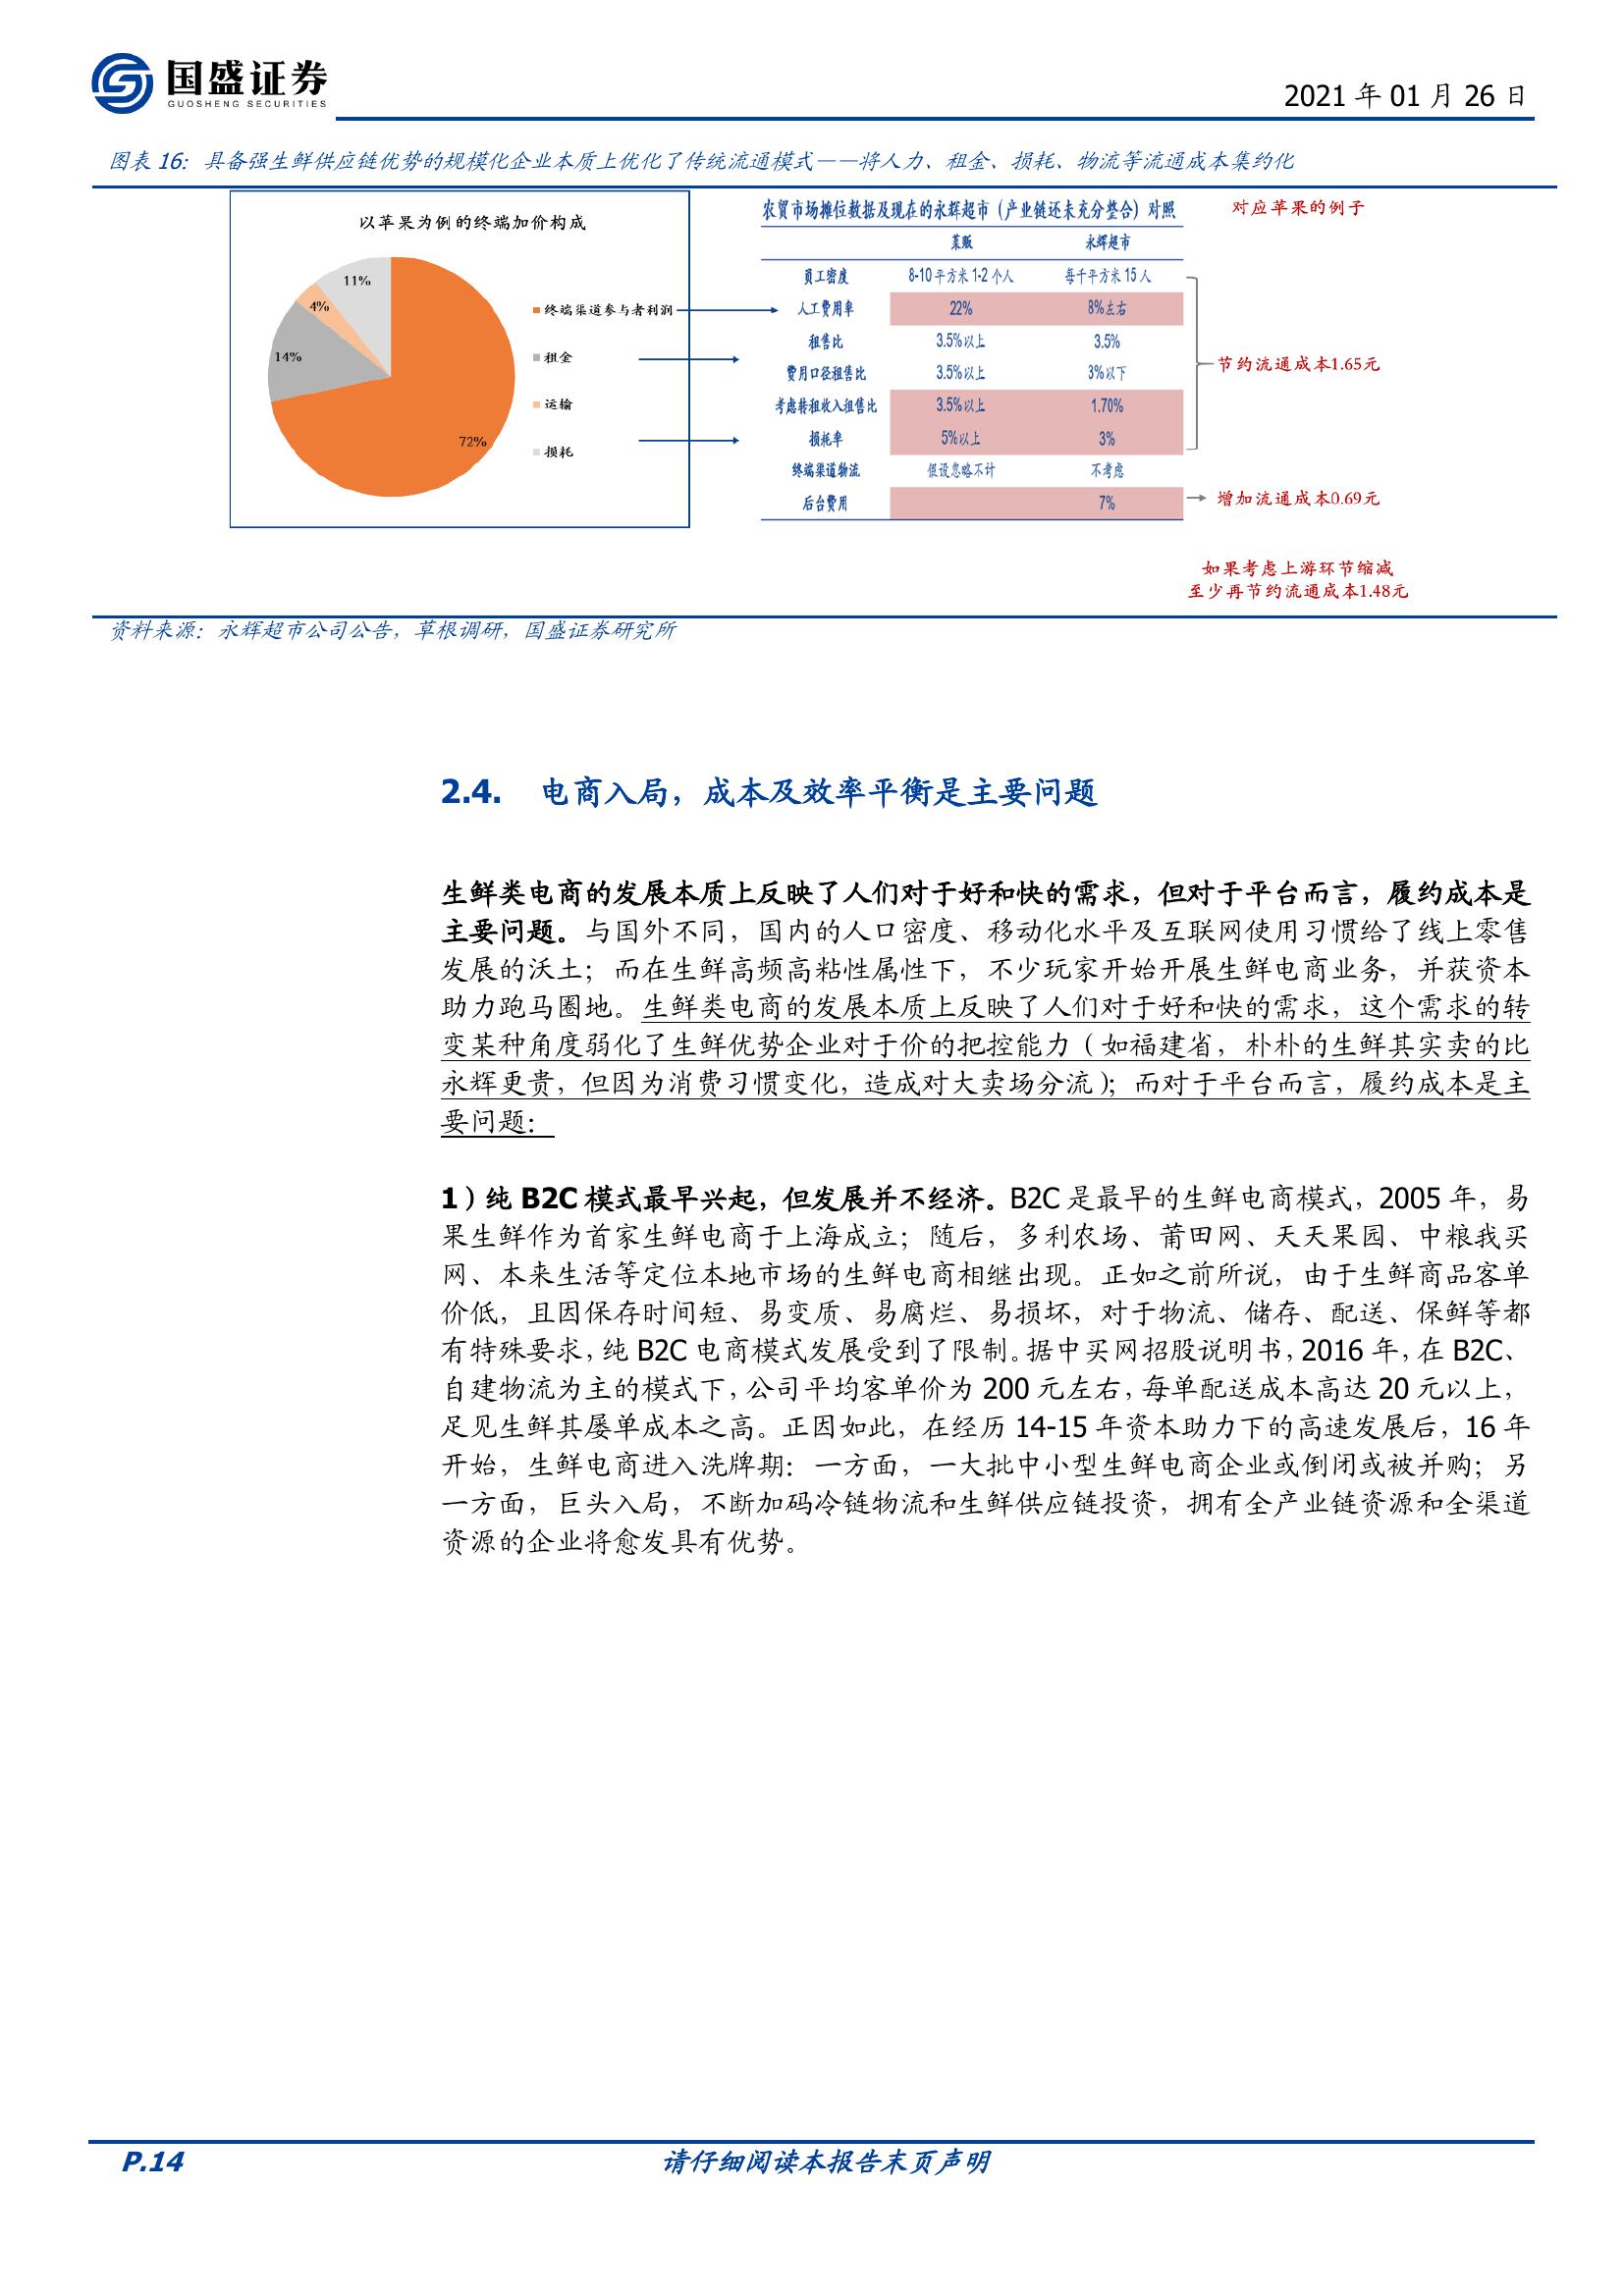 国盛证券
GUOSHENG SECURITIES
2021 年 01 月 26 日
图表 16：具备强生鲜供应链优势的规模化企业本质上优化了传统流通模式——将人力、租金、损耗、物流等流通成本集约化
以苹果为例的终端加价构成
11%
4%
14%
72%
终端渠道参与者利润
租金
运输
损耗
农贸市场摊位数据及现在的永辉超市（产业链还未充分整合）对照
菜贩 永辉超市
员工密度 8-10 平方米 1-2 个人 每千平方米 15 人
人工费用率 22% 8%左右
租售比 3.5%以上 3.5%
费用口径租售比 3.5%以上 3%以下
考虑转租收入租售比 3.5%以上 1.70%
损耗率 5%以上 3%
终端渠道物流 假设忽略不计 不考虑
后台费用 7%
对应苹果的例子
节约流通成本1.65元
增加流通成本0.69元
如果考虑上游环节缩减
至少再节约流通成本1.48元
资料来源：永辉超市公司公告，草根调研，国盛证券研究所
2.4. 电商入局，成本及效率平衡是主要问题
生鲜类电商的发展本质上反映了人们对于好和快的需求，但对于平台而言，履约成本是
主要问题。与国外不同，国内的人口密度、移动化水平及互联网使用习惯给了线上零售
发展的沃土；而在生鲜高频高粘性属性下，不少玩家开始开展生鲜电商业务，并获资本
助力跑马圈地。生鲜类电商的发展本质上反映了人们对于好和快的需求，这个需求的转
变某种角度弱化了生鲜优势企业对于价的把控能力（如福建省，朴朴的生鲜其实卖的比
永辉更贵，但因为消费习惯变化，造成对大卖场分流）；而对于平台而言，履约成本是主
要问题：
1）纯 B2C 模式最早兴起，但发展并不经济。B2C 是最早的生鲜电商模式，2005 年，易
果生鲜作为首家生鲜电商于上海成立；随后，多利农场、莆田网、天天果园、中粮我买
网、本来生活等定位本地市场的生鲜电商相继出现。正如之前所说，由于生鲜商品客单
价低，且因保存时间短、易变质、易腐烂、易损坏，对于物流、储存、配送、保鲜等都
有特殊要求，纯 B2C 电商模式发展受到了限制。据中买网招股说明书，2016 年，在 B2C、
自建物流为主的模式下，公司平均客单价为 200 元左右，每单配送成本高达 20 元以上，
足见生鲜其屡单成本之高。正因如此，在经历 14-15 年资本助力下的高速发展后，16 年
开始，生鲜电商进入洗牌期：一方面，一大批中小型生鲜电商企业或倒闭或被并购；另
一方面，巨头入局，不断加码冷链物流和生鲜供应链投资，拥有全产业链资源和全渠道
资源的企业将愈发具有优势。
P.14
请仔细阅读本报告末页声明